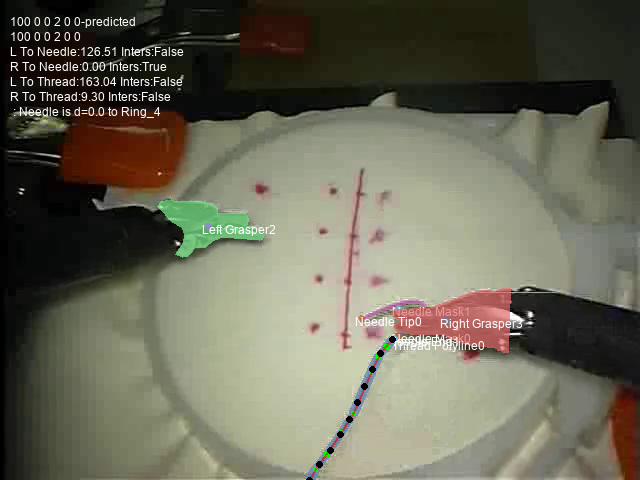 100 0 0 2 0 0-predicted
100 0 0 2 0 0
L To Needle:126.51 Inters:False
R To Needle:0.00 Inters:True
L To Thread:163.04 Inters:False
R To Thread:9.30 Inters:False
: Needle is d=0.0 to Ring_4
Left Grasper2
Needle Mask1
Needle Tip0
Right Grasper3
Needle Mask0
Thread Polyline0